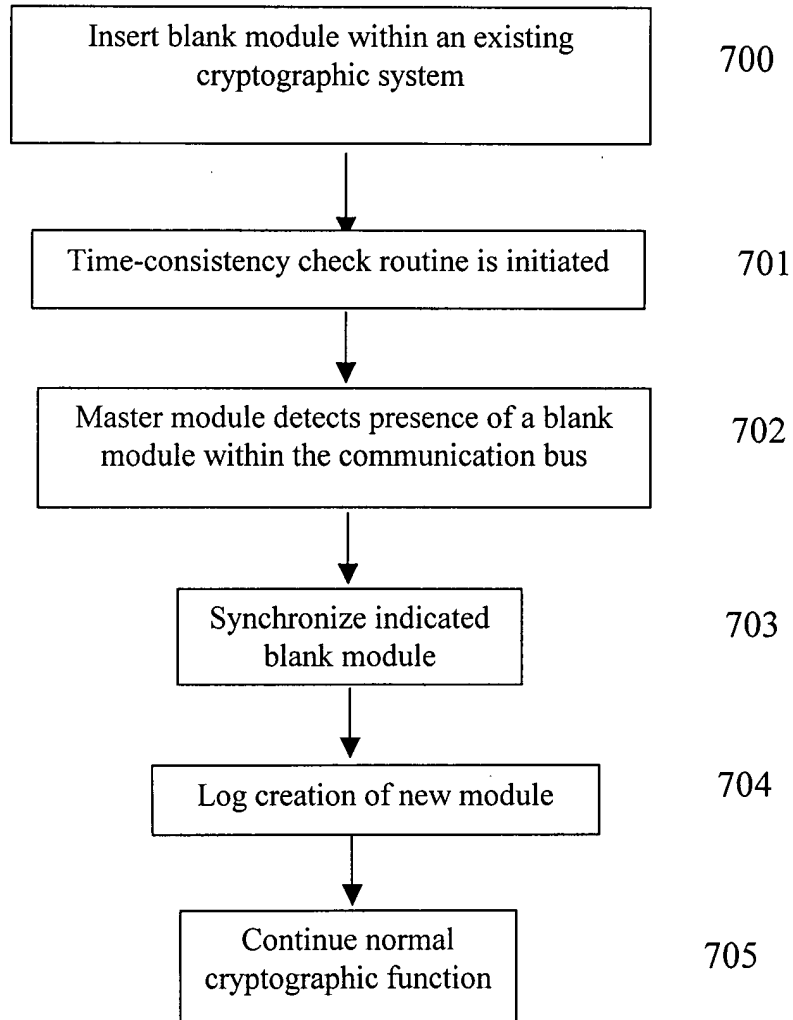 Insert blank module within an existing
cryptographic system
700
Time-consistency check routine is initiated
701
Master module detects presence of a blank
module within the communication bus
702
Synchronize indicated
blank module
703
Log creation of new module
704
Continue normal
cryptographic function
705